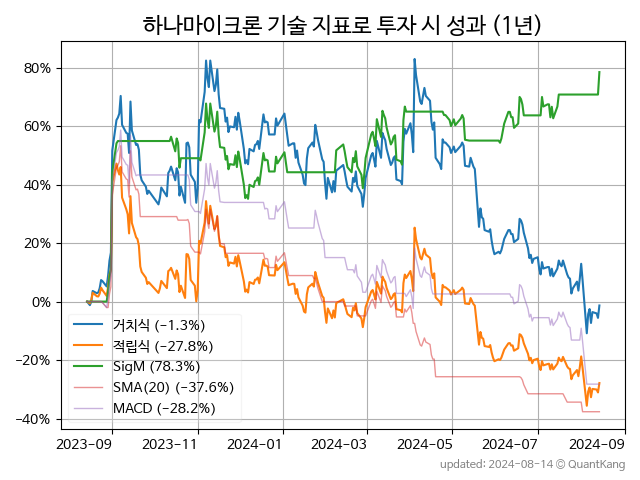 하나마이크론 기술 지표로 투자 시 성과 (1년)
80%
60%
40%
20%
0%
−20%
−40%
거치식 (−1.3%)
적립식 (−27.8%)
SigM (78.3%)
SMA(20) (−37.6%)
MACD (−28.2%)
2023-09 2023-11 2024-01 2024-03 2024-05 2024-07 2024-09
updated: 2024-08-14 © QuantKang